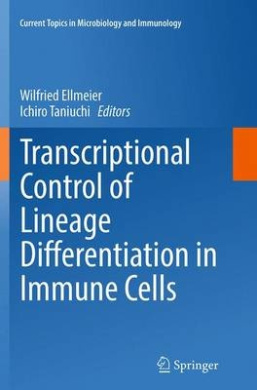 Current Topics in Microbiology and Immunology
Wilfried Ellmeier
Ichiro Taniuchi Editors
Transcriptional
Control of
Lineage
Differentiation in
Immune Cells
Springer